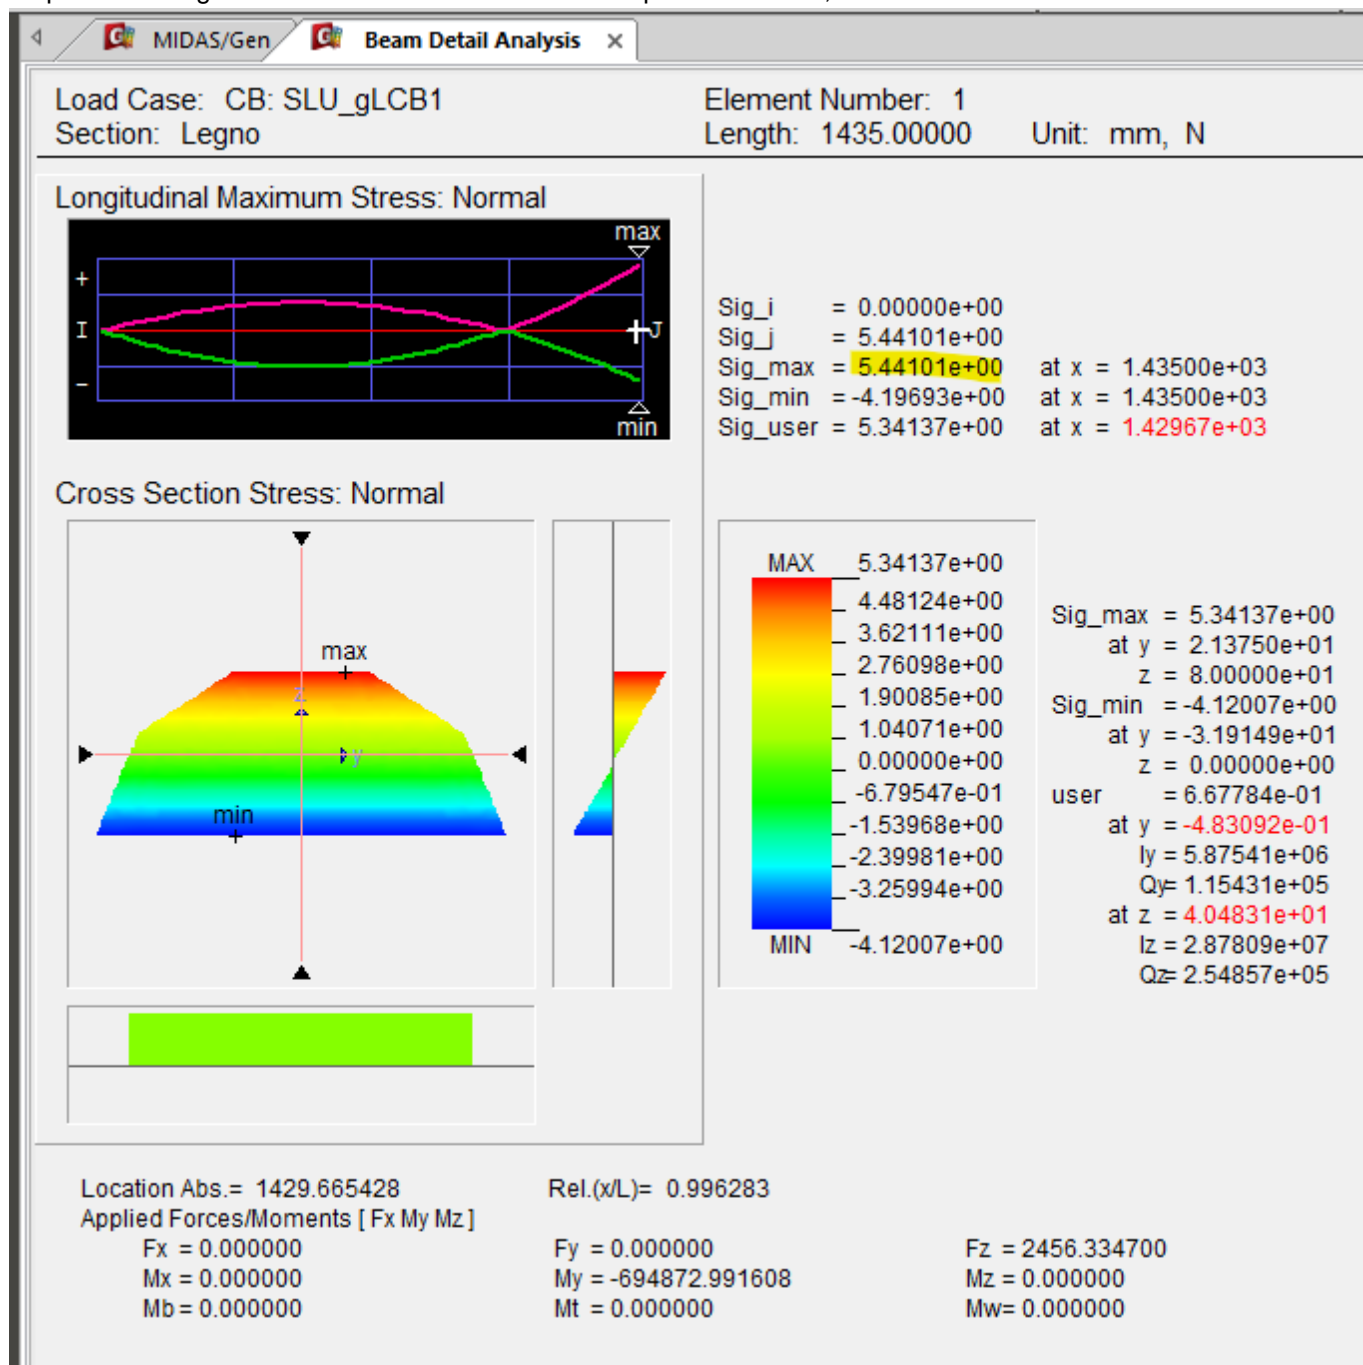 MIDAS/Gen Beam Detail Analysis ×
Load Case: CB: SLU_gLCB1 Element Number: 1
Section: Legno Length: 1435.00000 Unit: mm, N
Longitudinal Maximum Stress: Normal
max
+
I
J
-
min
Sig_i = 0.00000e+00
Sig_j = 5.44101e+00
Sig_max = 5.44101e+00 at x = 1.43500e+03
Sig_min =-4.19693e+00 at x = 1.43500e+03
Sig_user = 5.34137e+00 at x = 1.42967e+03
Cross Section Stress: Normal
max
z
y
min
MAX 5.34137e+00
4.48124e+00
3.62111e+00
2.76098e+00
1.90085e+00
1.04071e+00
0.00000e+00
-6.79547e-01
-1.53968e+00
-2.39981e+00
-3.25994e+00
MIN -4.12007e+00
Sig_max = 5.34137e+00
at y = 2.13750e+01
z = 8.00000e+01
Sig_min =-4.12007e+00
at y =-3.19149e+01
z = 0.00000e+00
user = 6.67784e-01
at y =-4.83092e-01
Iy = 5.87541e+06
Qy= 1.15431e+05
at z = 4.04831e+01
Iz = 2.87809e+07
Qz= 2.54857e+05
Location Abs.= 1429.665428 Rel.(x/L)= 0.996283
Applied Forces/Moments [ Fx My Mz ]
Fx = 0.000000 Fy = 0.000000 Fz = 2456.334700
Mx = 0.000000 My = -694872.991608 Mz = 0.000000
Mb = 0.000000 Mt = 0.000000 Mw= 0.000000